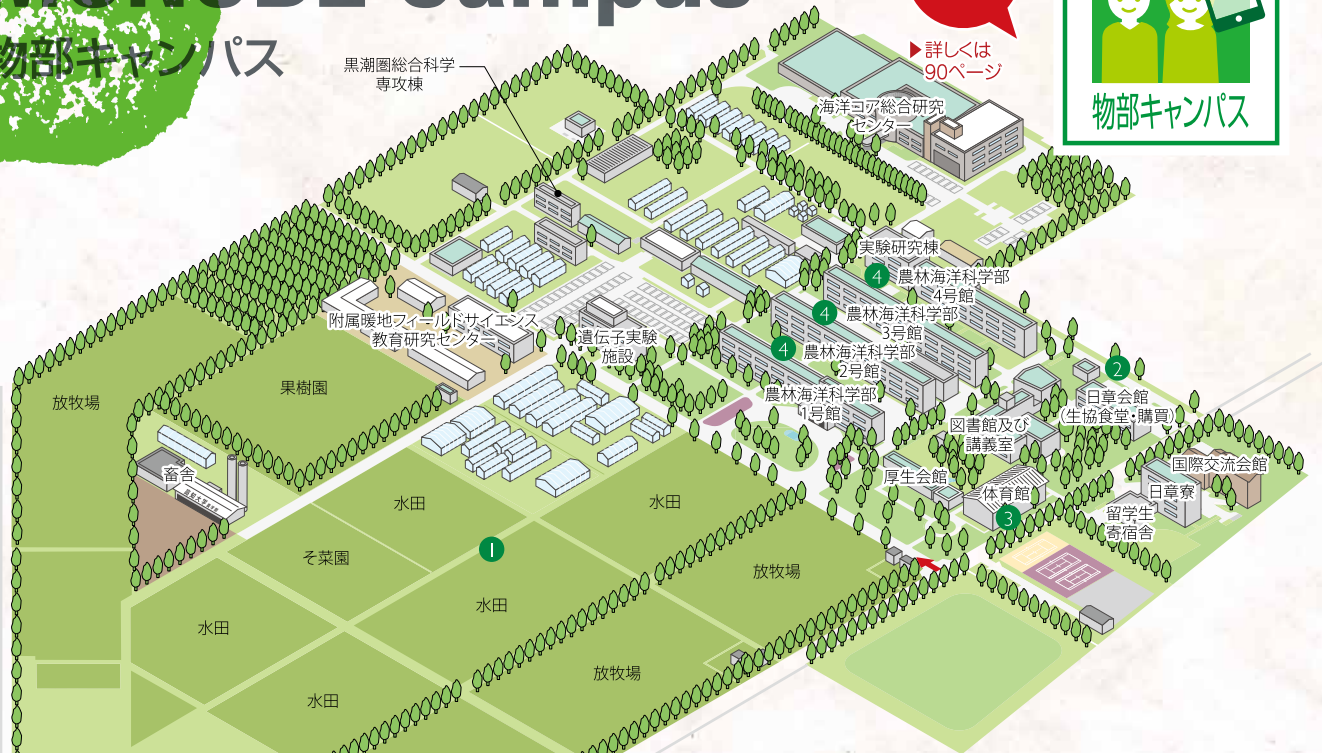 MONOBE Campus
物部キャンパス
▶詳しくは
90ページ
物部キャンパス
黒潮圏総合科学
専攻棟
海洋コア総合研究
センター
実験研究棟
4
農林海洋科学部
4号館
4
農林海洋科学部
3号館
4
農林海洋科学部
2号館
農林海洋科学部
1号館
附属暖地フィールドサイエンス
教育研究センター
遺伝子実験
施設
2
日章会館
(生協食堂・購買)
図書館及び
講義室
厚生会館
体育館
3
国際交流会館
日章寮
留学生
寄宿舎
果樹園
放牧場
畜舎
水田
水田
そ菜園
1
水田
放牧場
水田
放牧場
水田